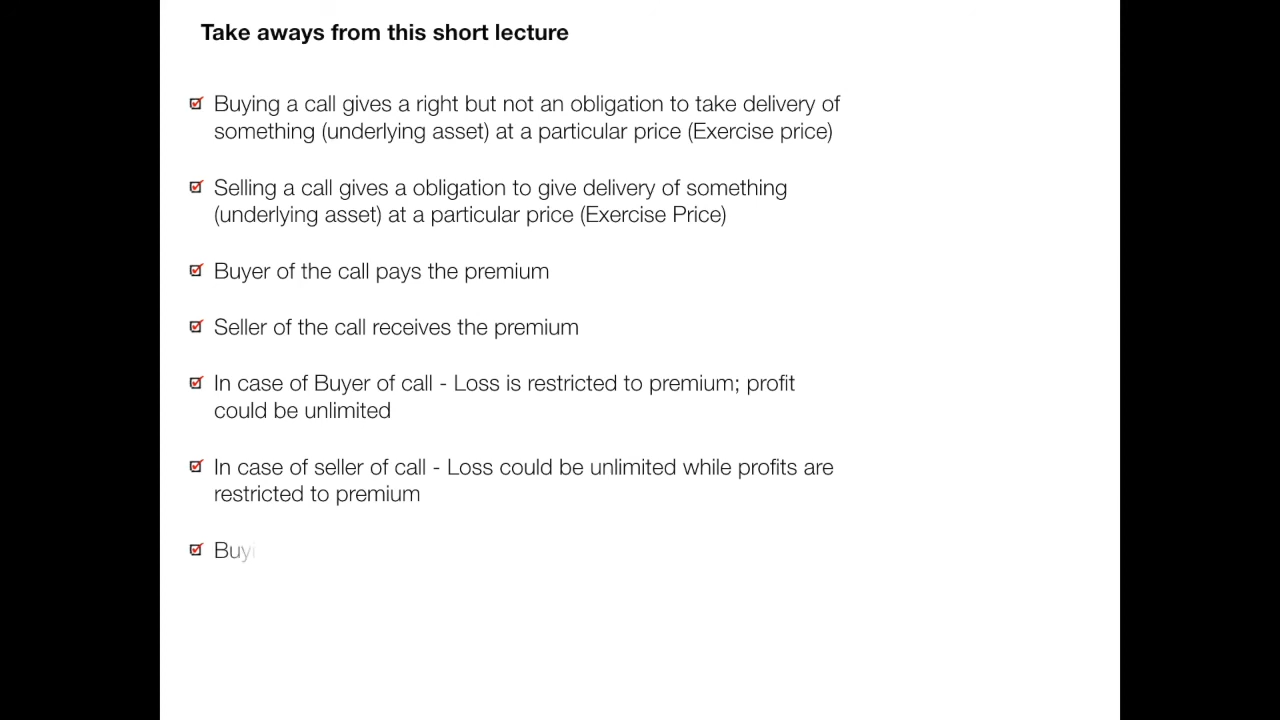 Take aways from this short lecture
Buying a call gives a right but not an obligation to take delivery of
something (underlying asset) at a particular price (Exercise price)
Selling a call gives a obligation to give delivery of something
(underlying asset) at a particular price (Exercise Price)
Buyer of the call pays the premium
Seller of the call receives the premium
In case of Buyer of call - Loss is restricted to premium; profit
could be unlimited
In case of seller of call - Loss could be unlimited while profits are
restricted to premium
Buyi